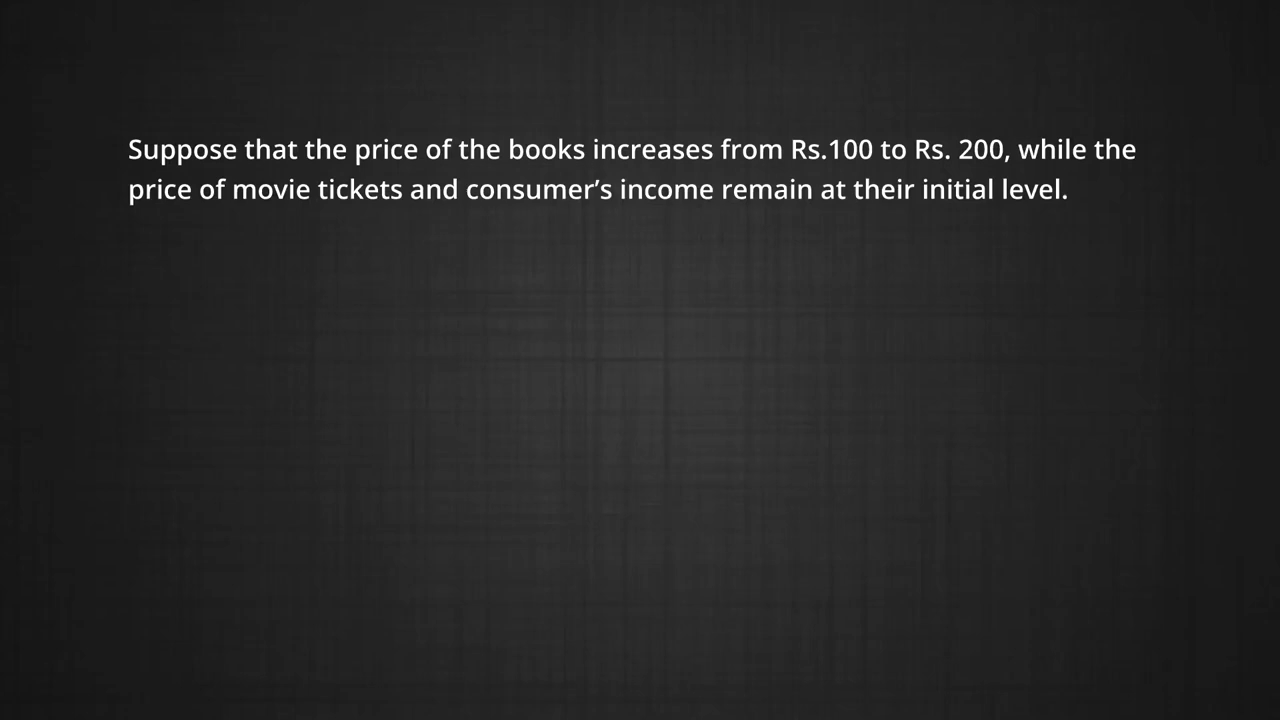 Suppose that the price of the books increases from Rs.100 to Rs. 200, while the
price of movie tickets and consumer’s income remain at their initial level.